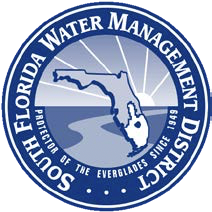 SOUTH FLORIDA WATER MANAGEMENT DISTRICT
PROTECTOR OF THE EVERGLADES SINCE 1949